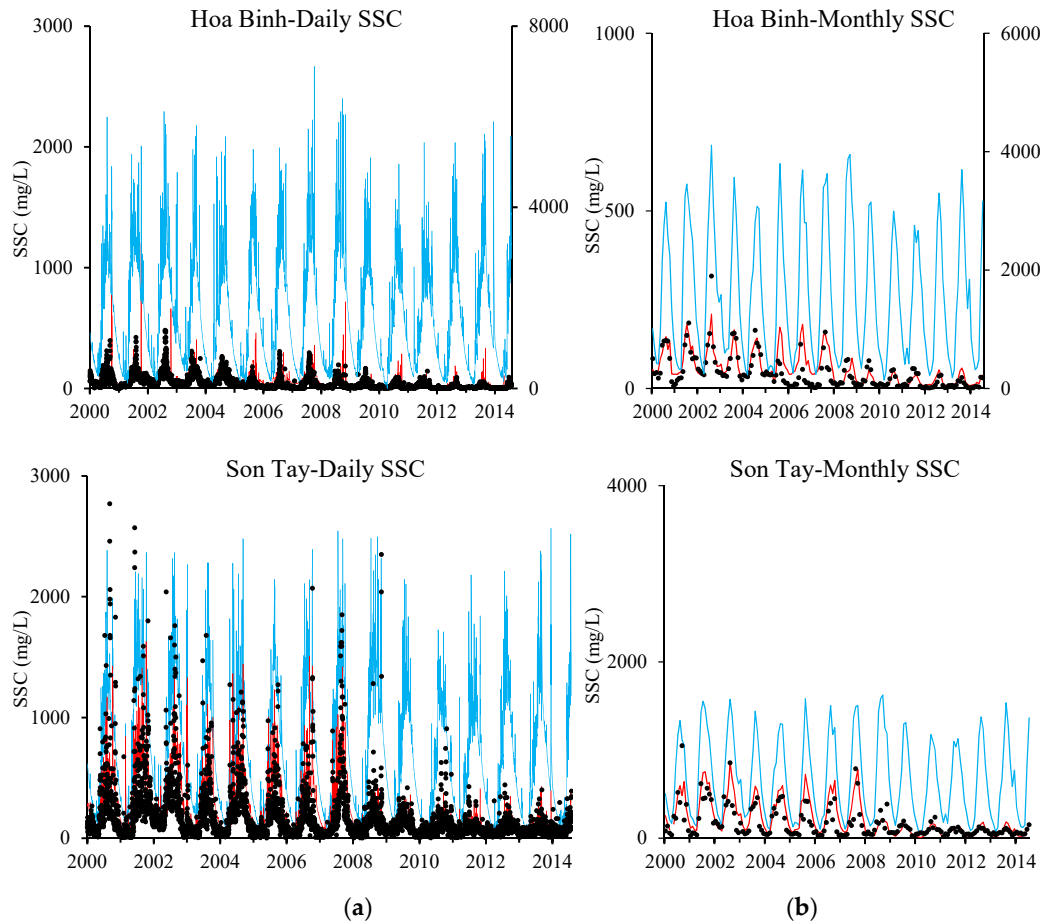 Hoa Binh-Daily SSC
3000
2000
1000
0
SSC (mg/L)
8000
4000
0
2000 2002 2004 2006 2008 2010 2012 2014
Hoa Binh-Monthly SSC
1000
500
0
SSC (mg/L)
6000
4000
2000
0
2000 2002 2004 2006 2008 2010 2012 2014
Son Tay-Daily SSC
3000
2000
1000
0
SSC (mg/L)
2000 2002 2004 2006 2008 2010 2012 2014
Son Tay-Monthly SSC
4000
2000
0
SSC (mg/L)
2000 2002 2004 2006 2008 2010 2012 2014
(a)
(b)